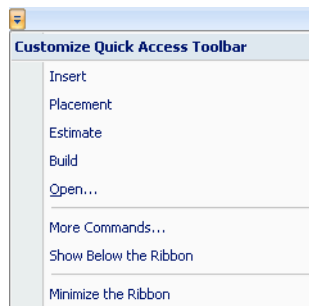 Customize Quick Access Toolbar
Insert
Placement
Estimate
Build
Open...
More Commands...
Show Below the Ribbon
Minimize the Ribbon